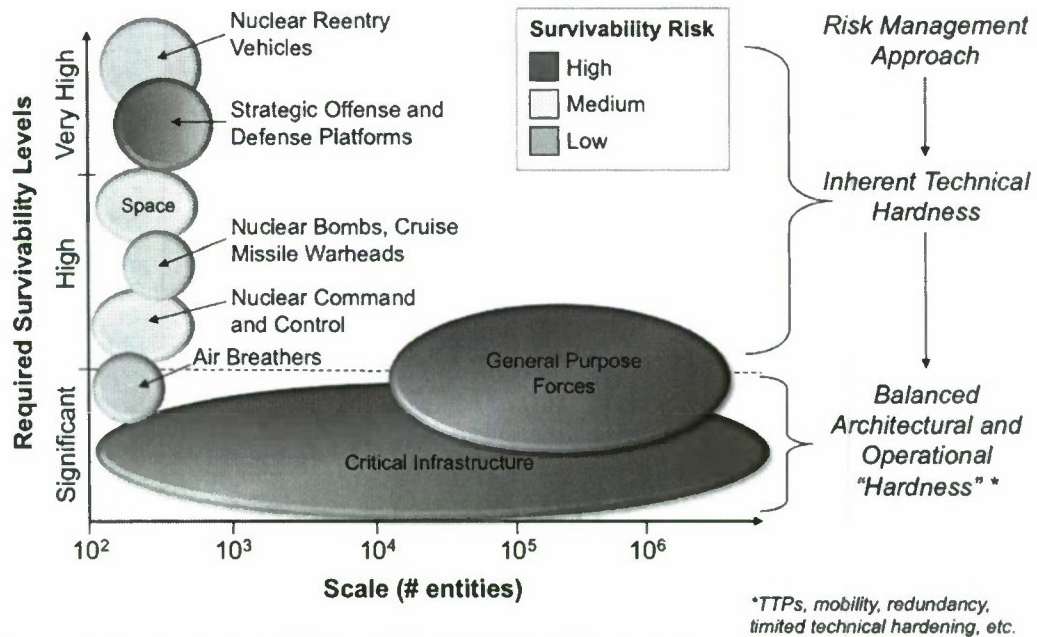 Required Survivability Levels
Very High
High
Significant
Nuclear Reentry
Vehicles
Strategic Offense and
Defense Platforms
Space
Nuclear Bombs, Cruise
Missile Warheads
Nuclear Command
and Control
Air Breathers
General Purpose
Forces
Critical Infrastructure
Survivability Risk
High
Medium
Low
Risk Management
Approach
Inherent Technical
Hardness
Balanced
Architectural and
Operational
"Hardness" *
10² 10³ 10⁴ 10⁵ 10⁶
Scale (# entities)
*TTPs, mobility, redundancy,
limited technical hardening, etc.